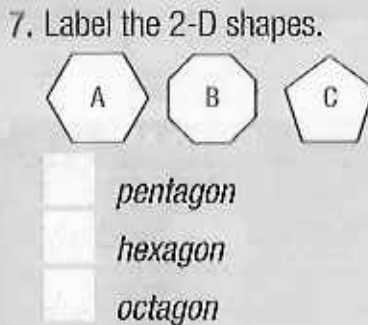 7. Label the 2-D shapes.
A B C
pentagon
hexagon
octagon